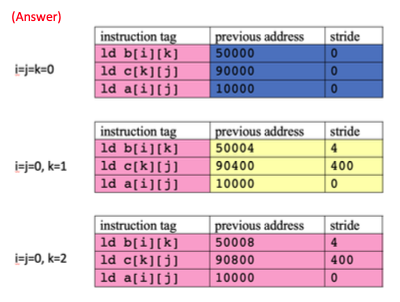 (Answer)
instruction tag previous address stride
ld b[i][k] 50000 0
i=j=k=0 ld c[k][j] 90000 0
ld a[i][j] 10000 0
instruction tag previous address stride
ld b[i][k] 50004 4
i=j=0, k=1 ld c[k][j] 90400 400
ld a[i][j] 10000 0
instruction tag previous address stride
ld b[i][k] 50008 4
i=j=0, k=2 ld c[k][j] 90800 400
ld a[i][j] 10000 0